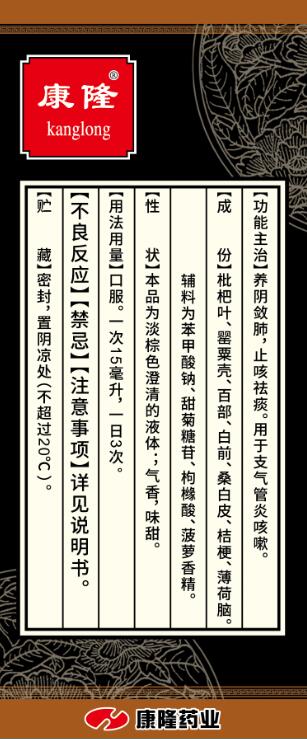 康隆®
kanglong
【功能主治】养阴敛肺，止咳祛痰。用于支气管炎咳嗽。
【成　份】枇杷叶、罂粟壳、百部、白前、桑白皮、桔梗、薄荷脑。
辅料为苯甲酸钠、甜菊糖苷、枸橼酸、菠萝香精。
【性　状】本品为淡棕色澄清的液体；气香，味甜。
【用法用量】口服。一次15毫升，一日3次。
【不良反应】【禁忌】【注意事项】详见说明书。
【贮　藏】密封，置阴凉处（不超过20℃）。
康隆药业